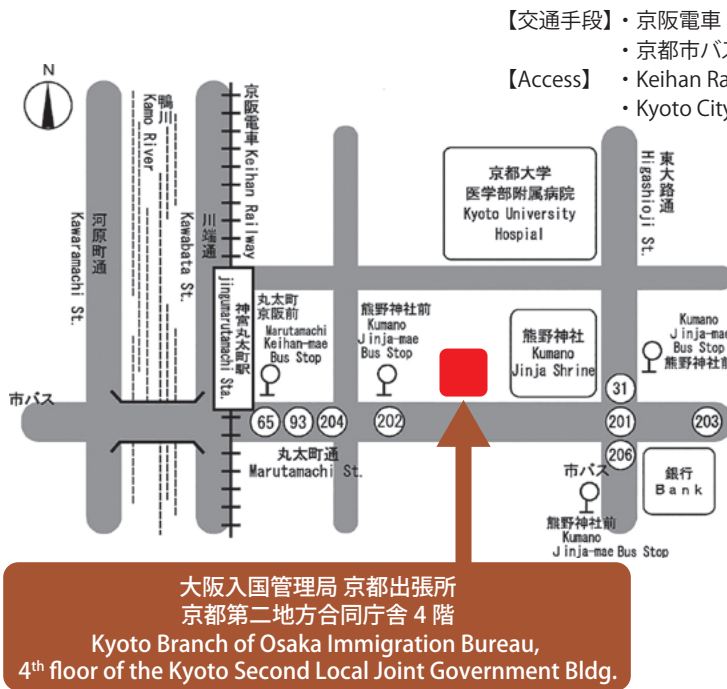 【交通手段】・京阪電車
・京都市バス
【Access】 ・Keihan Ra
・Kyoto City
N
鴨川
Kamo River
京阪電車 Keihan Railway
河原町通
Kawaramachi St.
川端通
Kawabata St.
神宮丸太町駅
jingumarutamachi Sta.
京都大学
医学部附属病院
Kyoto University
Hospial
東大路通
Higashioji St.
丸太町
京阪前
Marutamachi
Keihan-mae
Bus Stop
熊野神社前
Kumano
Jinja-mae
Bus Stop
熊野神社
Kumano
Jinja Shrine
Kumano
Jinja-mae
Bus Stop
熊野神社前
市バス
65
93
204
202
31
201
206
203
丸太町通
Marutamachi St.
市バス
熊野神社前
Kumano
Jinja-mae Bus Stop
銀行
Bank
大阪入国管理局 京都出張所
京都第二地方合同庁舎 4 階
Kyoto Branch of Osaka Immigration Bureau,
4th floor of the Kyoto Second Local Joint Government Bldg.